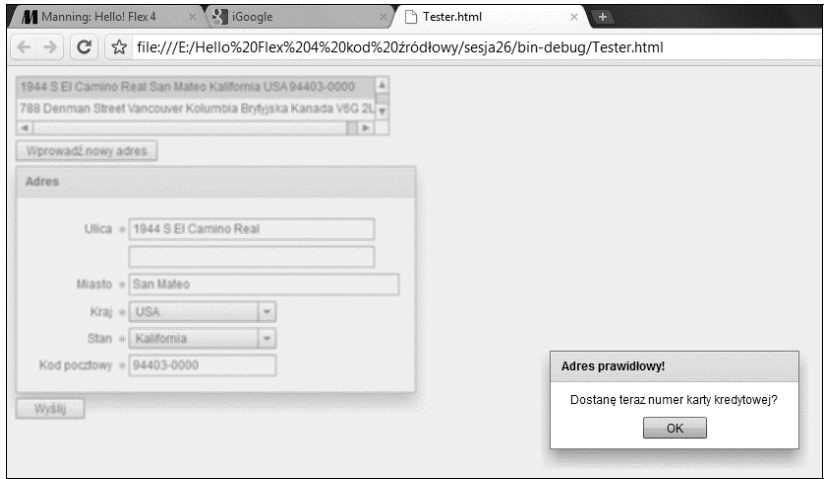 Manning: Hello! Flex 4
iGoogle
Tester.html
file:///E:/Hello%20Flex%204%20kod%20źródłowy/sesja26/bin-debug/Tester.html
1944 S El Camino Real San Mateo Kalifornia USA 94403-0000
788 Denman Street Vancouver Kolumbia Brytyjska Kanada V6G 2L
Wprowadź nowy adres
Adres
Ulica * 1944 S El Camino Real
Miasto * San Mateo
Kraj * USA
Stan * Kalifornia
Kod pocztowy * 94403-0000
Wyślij
Adres prawidłowy!
Dostanę teraz numer karty kredytowej?
OK